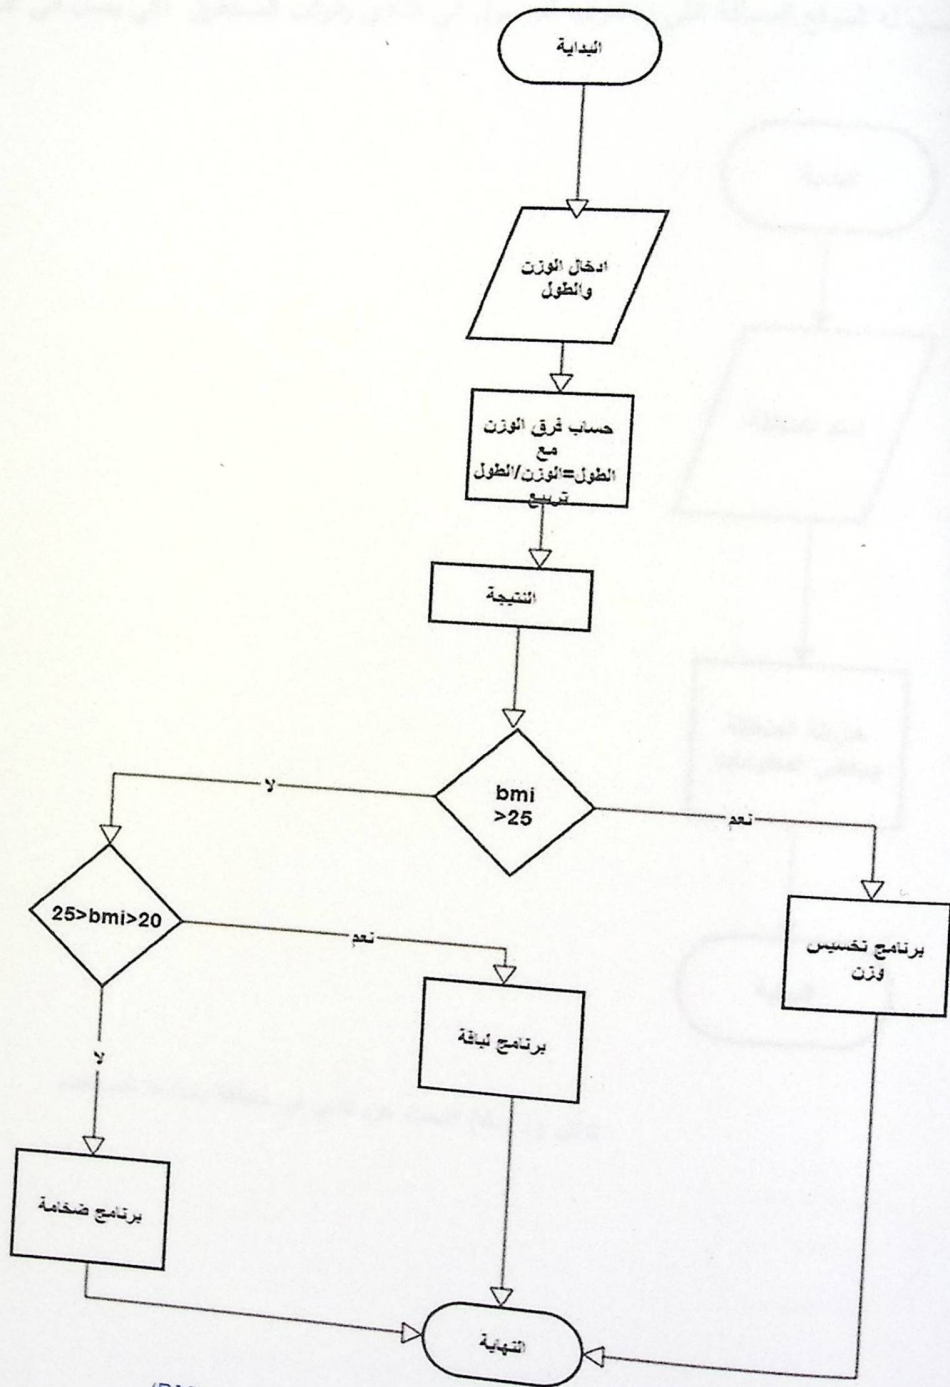 البداية
ادخال الوزن
والطول
حساب فرق الوزن
مع
الطول=الوزن/الطول
تربيع
النتيجة
bmi
>25
لا
نعم
25>bmi>20
نعم
برنامج تخسيس
وزن
برنامج لياقة
لا
برنامج ضخامة
النهاية